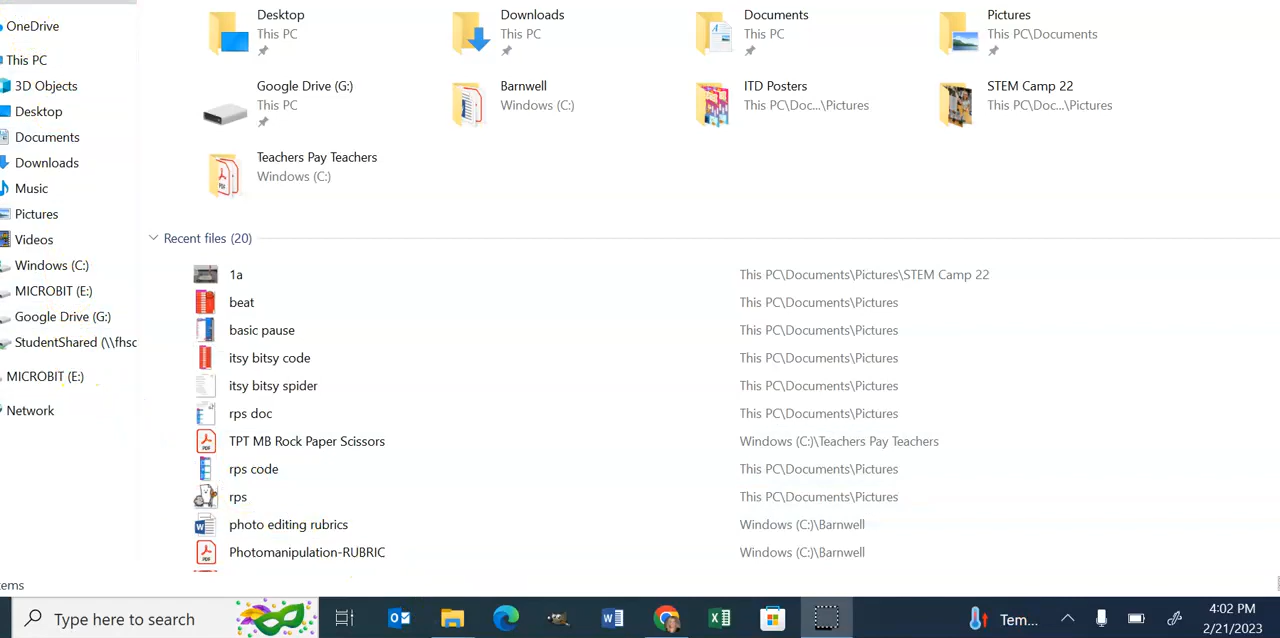 OneDrive
This PC
3D Objects
Desktop
Documents
Downloads
Music
Pictures
Videos
Windows (C:)
MICROBIT (E:)
Google Drive (G:)
StudentShared (\\fhsc
MICROBIT (E:)
Network
Desktop
This PC
Downloads
This PC
Documents
This PC
Pictures
This PC\Documents
Google Drive (G:)
This PC
Barnwell
Windows (C:)
ITD Posters
This PC\Doc...\Pictures
STEM Camp 22
This PC\Doc...\Pictures
Teachers Pay Teachers
Windows (C:)
Recent files (20)
1a This PC\Documents\Pictures\STEM Camp 22
beat This PC\Documents\Pictures
basic pause This PC\Documents\Pictures
itsy bitsy code This PC\Documents\Pictures
itsy bitsy spider This PC\Documents\Pictures
rps doc This PC\Documents\Pictures
TPT MB Rock Paper Scissors Windows (C:)\Teachers Pay Teachers
rps code This PC\Documents\Pictures
rps This PC\Documents\Pictures
photo editing rubrics Windows (C:)\Barnwell
Photomanipulation-RUBRIC Windows (C:)\Barnwell
ems
Type here to search
Tem...
4:02 PM
2/21/2023